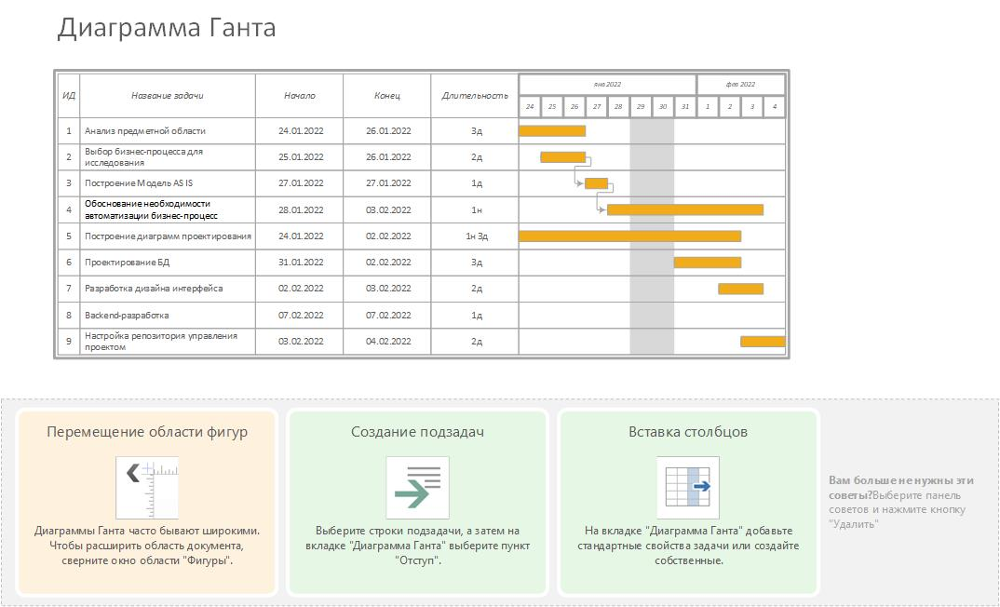 Диаграмма Ганта
ИД Название задачи Начало Конец Длительность янв 2022 фев 2022
24 25 26 27 28 29 30 31 1 2 3 4
1 Анализ предметной области 24.01.2022 26.01.2022 3д
2 Выбор бизнес-процесса для
исследования 25.01.2022 26.01.2022 2д
3 Построение Модель AS IS 27.01.2022 27.01.2022 1д
4 Обоснование необходимости
автоматизации бизнес-процесс 28.01.2022 03.02.2022 1н
5 Построение диаграмм проектирования 24.01.2022 02.02.2022 1н 3д
6 Проектирование БД 31.01.2022 02.02.2022 3д
7 Разработка дизайна интерфейса 02.02.2022 03.02.2022 2д
8 Backend-разработка 07.02.2022 07.02.2022 1д
9 Настройка репозитория управления
проектом 03.02.2022 04.02.2022 2д
Перемещение области фигур
Диаграммы Ганта часто бывают широкими.
Чтобы расширить область документа,
сверните окно области "Фигуры".
Создание подзадач
Выберите строки подзадачи, а затем на
вкладке "Диаграмма Ганта" выберите пункт
"Отступ".
Вставка столбцов
На вкладке "Диаграмма Ганта" добавьте
стандартные свойства задачи или создайте
собственные.
Вам больше не нужны эти
советы?Выберите панель
советов и нажмите кнопку
"Удалить"